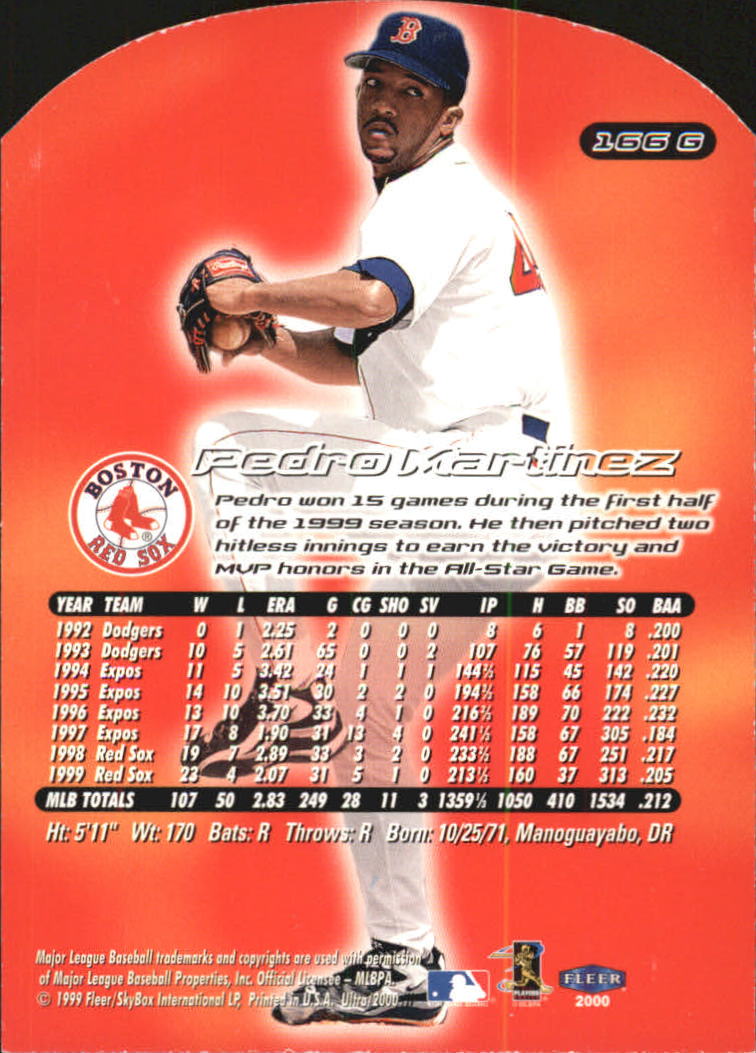 B
166 G
4
BOSTON
RED SOX
®
Pedro Martinez
Pedro won 15 games during the first half
of the 1999 season. He then pitched two
hitless innings to earn the victory and
MVP honors in the All-Star Game.
YEAR TEAM W L ERA G CG SHO SV IP H BB SO BAA
1992 Dodgers 0 1 2.25 2 0 0 0 8 6 1 8 .200
1993 Dodgers 10 5 2.61 65 0 0 2 107 76 57 119 .201
1994 Expos 11 5 3.42 24 1 1 1 144⅔ 115 45 142 .220
1995 Expos 14 10 3.51 30 2 2 0 194⅔ 158 66 174 .227
1996 Expos 13 10 3.70 33 4 1 0 216⅔ 189 70 222 .232
1997 Expos 17 8 1.90 31 13 4 0 241⅓ 158 67 305 .184
1998 Red Sox 19 7 2.89 33 3 2 0 233⅔ 188 67 251 .217
1999 Red Sox 23 4 2.07 31 5 1 0 213⅓ 160 37 313 .205
MLB TOTALS 107 50 2.83 249 28 11 3 1359⅓ 1050 410 1534 .212
Ht: 5'11" Wt: 170 Bats: R Throws: R Born: 10/25/71, Manoguayabo, DR
Major League Baseball trademarks and copyrights are used with permission
of Major League Baseball Properties, Inc. Official Licensee – MLBPA.
© 1999 Fleer/SkyBox International LP, Printed in U.S.A. Ultra 2000.
PLAYERS
FLEER
2000